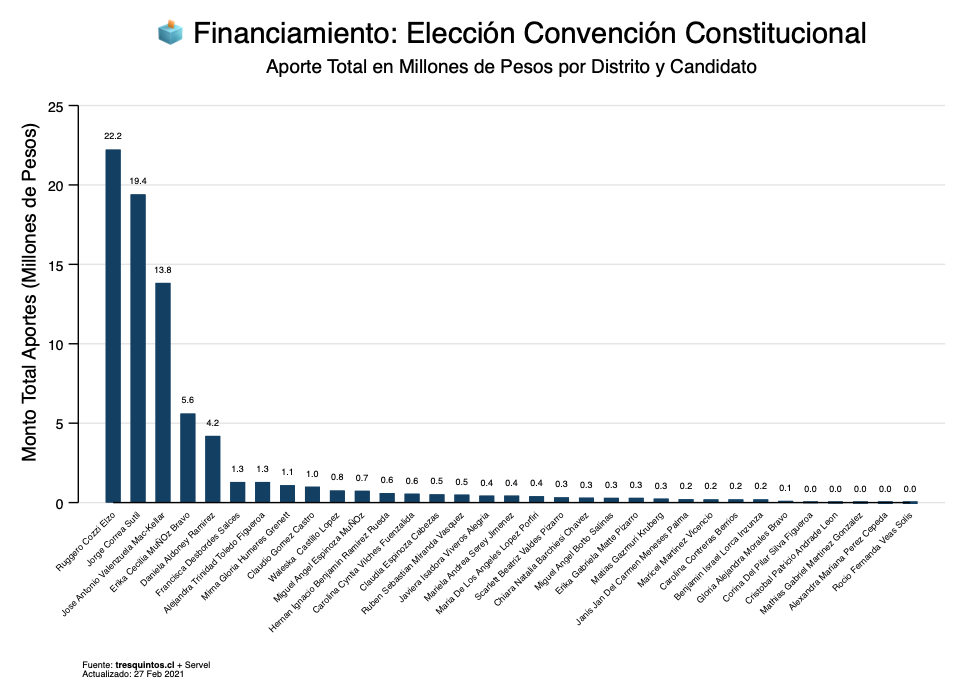 Financiamiento: Elección Convención Constitucional
Aporte Total en Millones de Pesos por Distrito y Candidato
Monto Total Aportes (Millones de Pesos)
25
20
15
10
5
0
22.2
19.4
13.8
5.6
4.2
1.3
1.3
1.1
1.0
0.8
0.7
0.6
0.6
0.5
0.5
0.4
0.4
0.4
0.3
0.3
0.3
0.3
0.3
0.2
0.2
0.2
0.2
0.1
0.0
0.0
0.0
0.0
0.0
Ruggero Cozzi Elzo
Jorge Correa Sutil
Jose Antonio Valenzuela Mac-Kellar
Erika Cecilia MuÑOz Bravo
Daniela Aldoney Ramirez
Francisca Desbordes Salces
Alejandra Trinidad Toledo Figueroa
Mirna Gloria Humeres Grenett
Claudio Gomez Castro
Waleska Castillo Lopez
Miguel Angel Espinoza MuÑOz
Hernan Ignacio Benjamin Ramirez Rueda
Carolina Cyntia Vilches Fuenzalida
Claudia Espinoza Cabezas
Ruben Sebastian Miranda Vasquez
Javiera Isadora Viveros Alegria
Mariela Andrea Serey Jimenez
Maria De Los Angeles Lopez Porfiri
Scarlett Beatriz Valdes Pizarro
Chiara Natalia Barchiesi Chavez
Miguel Angel Botto Salinas
Erika Gabriela Matte Pizarro
Matias Gazmuri Kruberg
Janis Jan Del Carmen Meneses Palma
Maricel Martinez Vicencio
Carolina Contreras Berrios
Benjamin Israel Lorca Inzunza
Gloria Alejandra Morales Bravo
Corina Del Pilar Silva Figueroa
Cristobal Patricio Andrade Leon
Mathias Gabriel Martinez Gonzalez
Alexandra Mariana Perez Cepeda
Rocio Fernanda Veas Solis
Fuente: tresquintos.cl + Servel
Actualizado: 27 Feb 2021